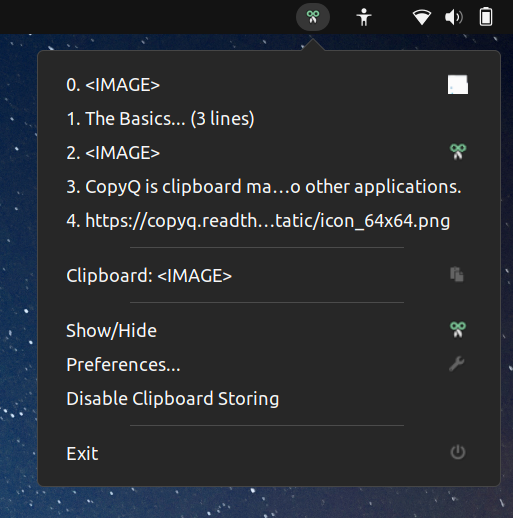 0. <IMAGE>
1. The Basics... (3 lines)
2. <IMAGE>
3. CopyQ is clipboard ma...o other applications.
4. https://copyq.readth...tatic/icon_64x64.png
Clipboard: <IMAGE>
Show/Hide
Preferences...
Disable Clipboard Storing
Exit